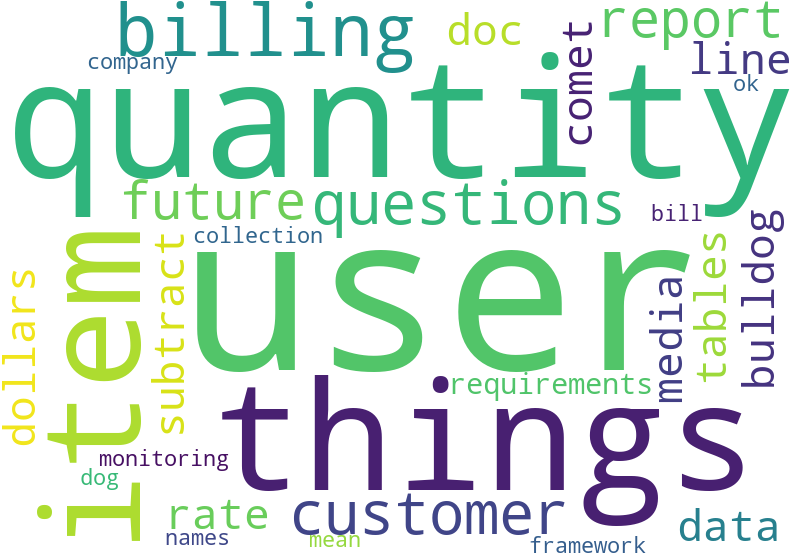 billing
doc
report
company
comet
line
ok
quantity
future
questions
bill
collection
item
user
subtract
dollars
media
tables
bulldog
requirements
things
monitoring
dog
rate
customer
data
names
mean
framework